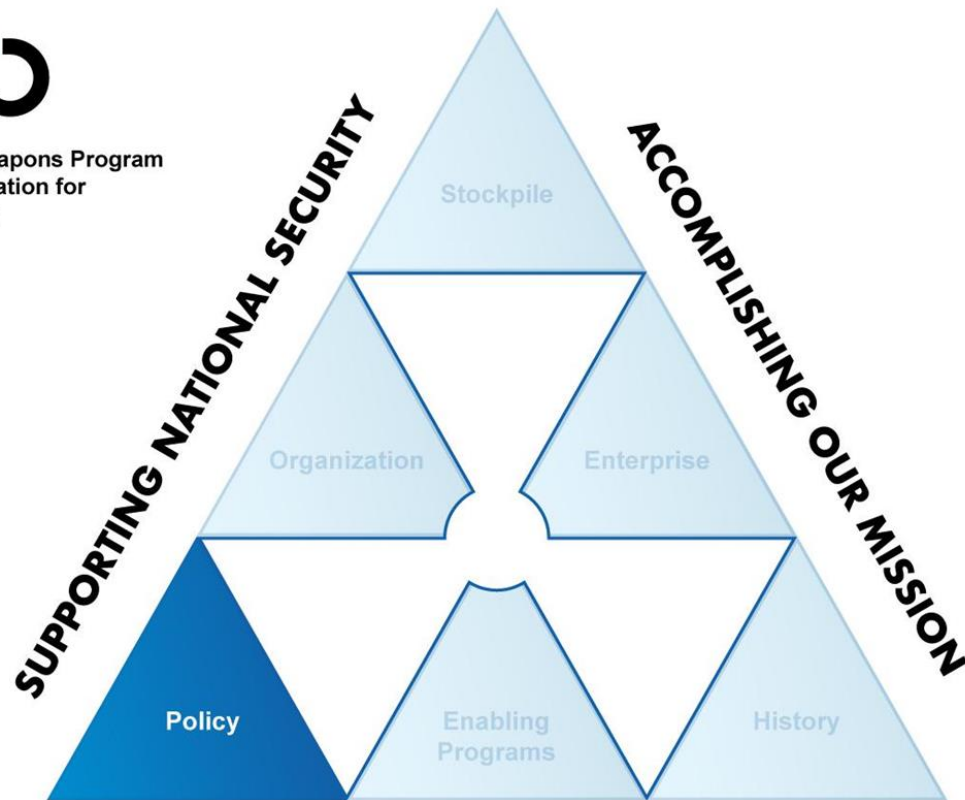 apons Program
ation for
SUPPORTING NATIONAL SECURITY
ACCOMPLISHING OUR MISSION
Stockpile
Organization
Enterprise
Policy
Enabling
Programs
History